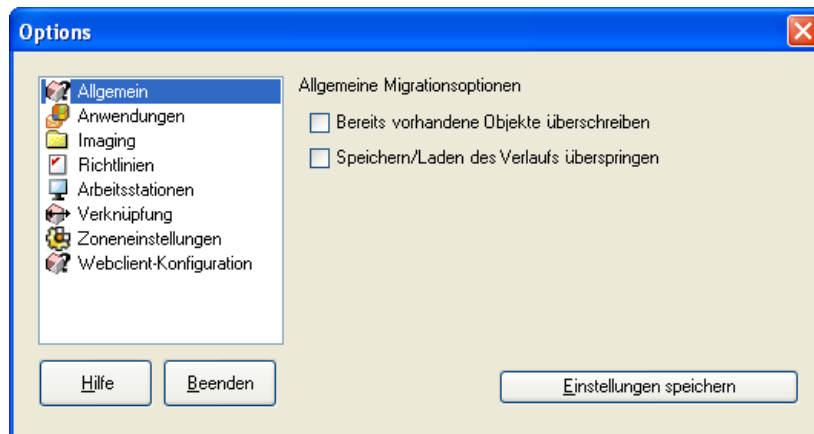 Options
Allgemein
Anwendungen
Imaging
Richtlinien
Arbeitsstationen
Verknüpfung
Zoneneinstellungen
Webclient-Konfiguration
Allgemeine Migrationsoptionen
Bereits vorhandene Objekte überschreiben
Speichern/Laden des Verlaufs überspringen
Hilfe
Beenden
Einstellungen speichern